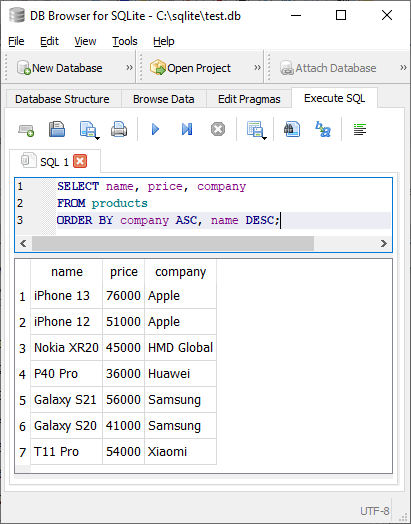 DB Browser for SQLite - C:\sqlite\test.db
File Edit View Tools Help
New Database » Open Project » Attach Database »
Database Structure Browse Data Edit Pragmas Execute SQL
SQL 1
1 SELECT name, price, company
2 FROM products
3 ORDER BY company ASC, name DESC;
name price company
1 iPhone 13 76000 Apple
2 iPhone 12 51000 Apple
3 Nokia XR20 45000 HMD Global
4 P40 Pro 36000 Huawei
5 Galaxy S21 56000 Samsung
6 Galaxy S20 41000 Samsung
7 T11 Pro 54000 Xiaomi
UTF-8